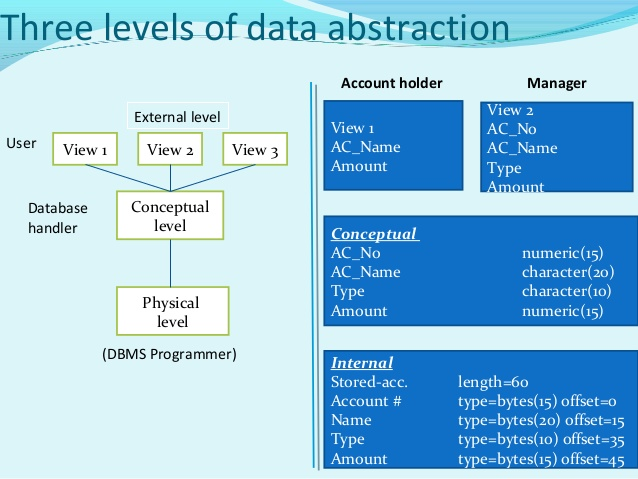 Three levels of data abstraction
External level
User
View 1
View 2
View 3
Database
handler
Conceptual
level
Physical
level
(DBMS Programmer)
Account holder
Manager
View 1
AC_Name
Amount
View 2
AC_No
AC_Name
Type
Amount
Conceptual
AC_No numeric(15)
AC_Name character(20)
Type character(10)
Amount numeric(15)
Internal
Stored-acc. length=60
Account # type=bytes(15) offset=0
Name type=bytes(20) offset=15
Type type=bytes(10) offset=35
Amount type=bytes(15) offset=45